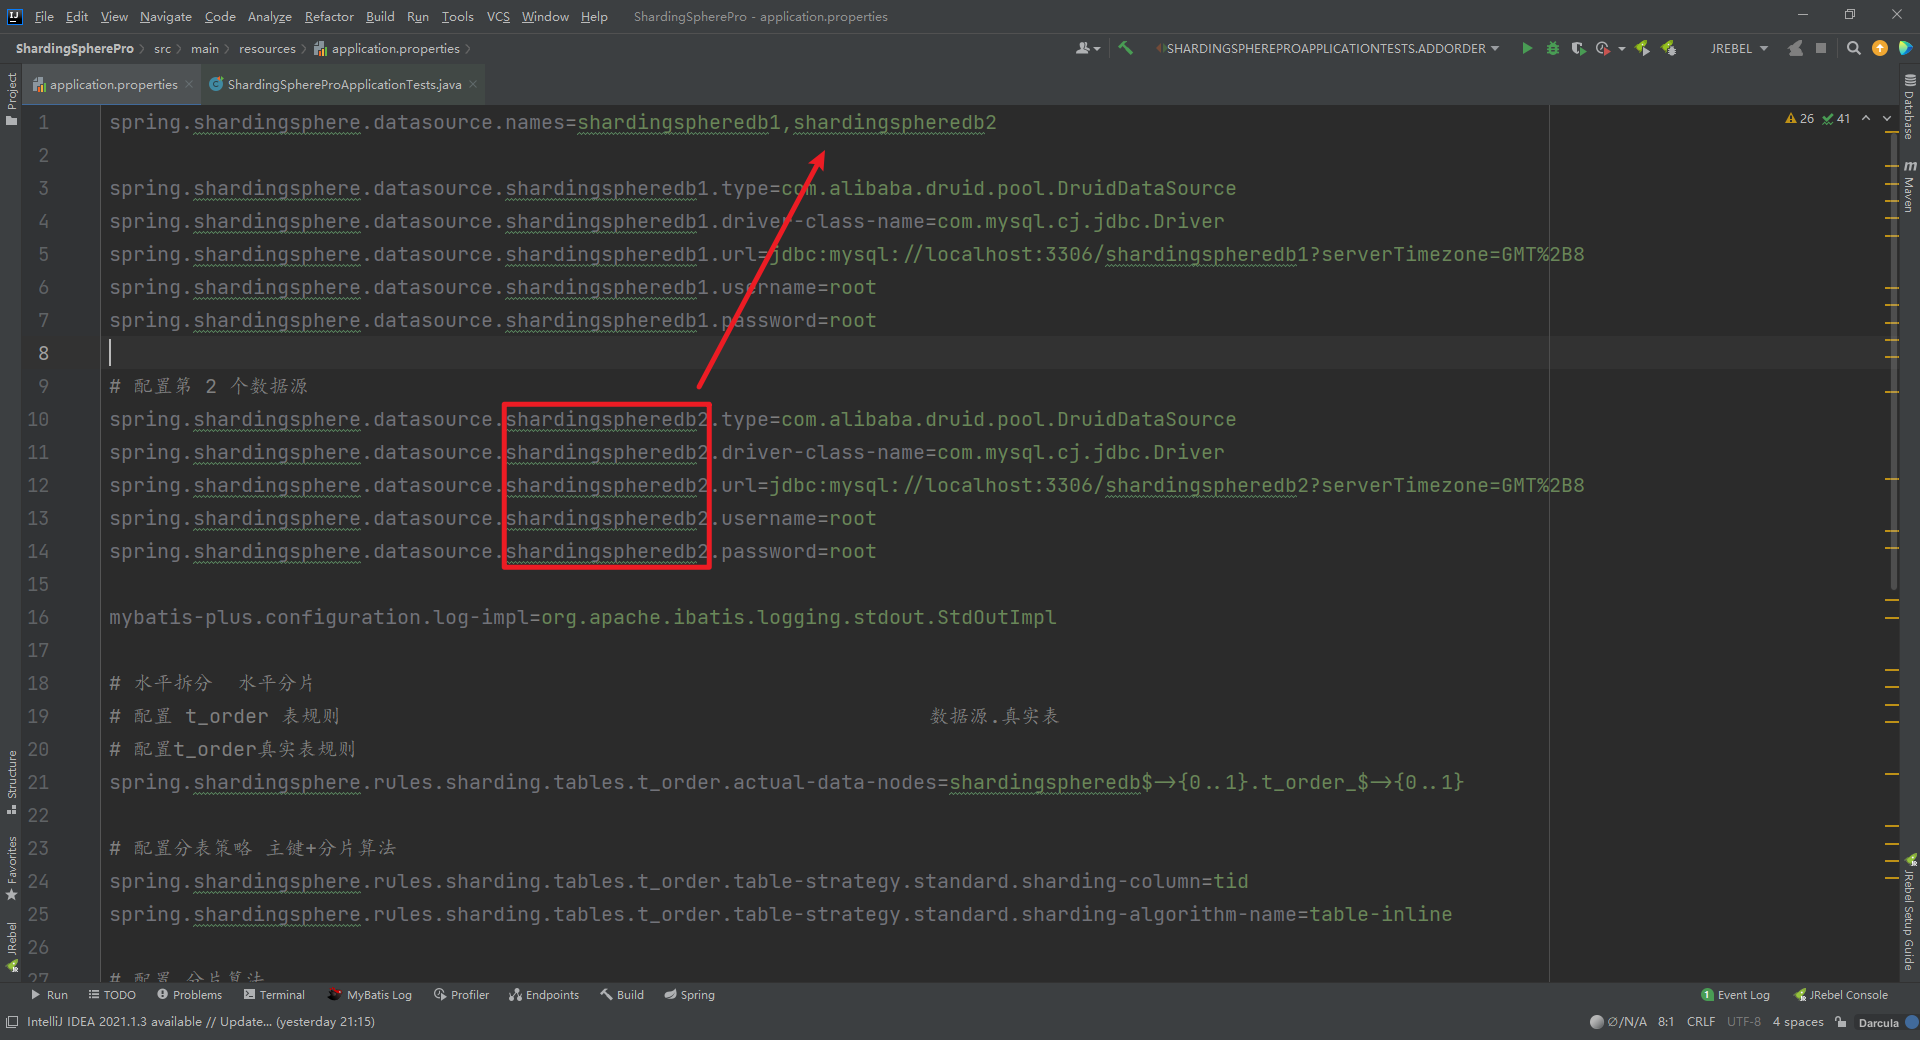 File Edit View Navigate Code Analyze Refactor Build Run Tools VCS Window Help ShardingSpherePro - application.properties
ShardingSpherePro src main resources application.properties SHARDINGSPHEREPROAPPLICATIONTESTS.ADDORDER JREBEL
application.properties ShardingSphereProApplicationTests.java
Project
Structure
Favorites
JRebel
26 41
1 spring.shardingsphere.datasource.names=shardingspheredb1,shardingspheredb2
2
3 spring.shardingsphere.datasource.shardingspheredb1.type=com.alibaba.druid.pool.DruidDataSource
4 spring.shardingsphere.datasource.shardingspheredb1.driver-class-name=com.mysql.cj.jdbc.Driver
5 spring.shardingsphere.datasource.shardingspheredb1.url=jdbc:mysql://localhost:3306/shardingspheredb1?serverTimezone=GMT%2B8
6 spring.shardingsphere.datasource.shardingspheredb1.username=root
7 spring.shardingsphere.datasource.shardingspheredb1.password=root
8
9 # 配置第 2 个数据源
10 spring.shardingsphere.datasource.shardingspheredb2.type=com.alibaba.druid.pool.DruidDataSource
11 spring.shardingsphere.datasource.shardingspheredb2.driver-class-name=com.mysql.cj.jdbc.Driver
12 spring.shardingsphere.datasource.shardingspheredb2.url=jdbc:mysql://localhost:3306/shardingspheredb2?serverTimezone=GMT%2B8
13 spring.shardingsphere.datasource.shardingspheredb2.username=root
14 spring.shardingsphere.datasource.shardingspheredb2.password=root
15
16 mybatis-plus.configuration.log-impl=org.apache.ibatis.logging.stdout.StdOutImpl
17
18 # 水平拆分 水平分片
19 # 配置 t_order 表规则 数据源.真实表
20 # 配置t_order真实表规则
21 spring.shardingsphere.rules.sharding.tables.t_order.actual-data-nodes=shardingspheredb$->{0..1}.t_order_$->{0..1}
22
23 # 配置分表策略 主键+分片算法
24 spring.shardingsphere.rules.sharding.tables.t_order.table-strategy.standard.sharding-column=tid
25 spring.shardingsphere.rules.sharding.tables.t_order.table-strategy.standard.sharding-algorithm-name=table-inline
26
27 # 配置 分片算法
Database
m Maven
JRebel Setup Guide
Run TODO Problems Terminal MyBatis Log Profiler Endpoints Build Spring 1 Event Log JRebel Console
IntelliJ IDEA 2021.1.3 available // Update... (yesterday 21:15) ∅/N/A 8:1 CRLF UTF-8 4 spaces Darcula